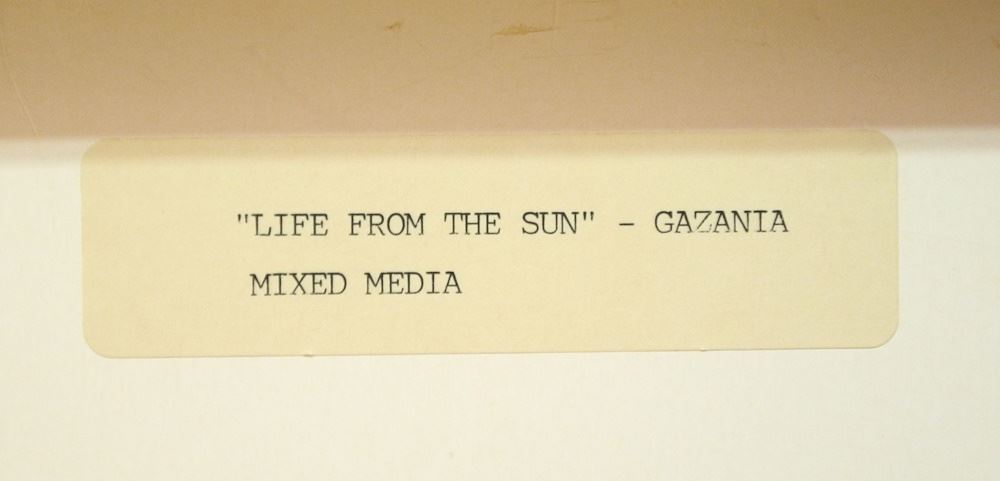 "LIFE FROM THE SUN" - GAZANIA
MIXED MEDIA